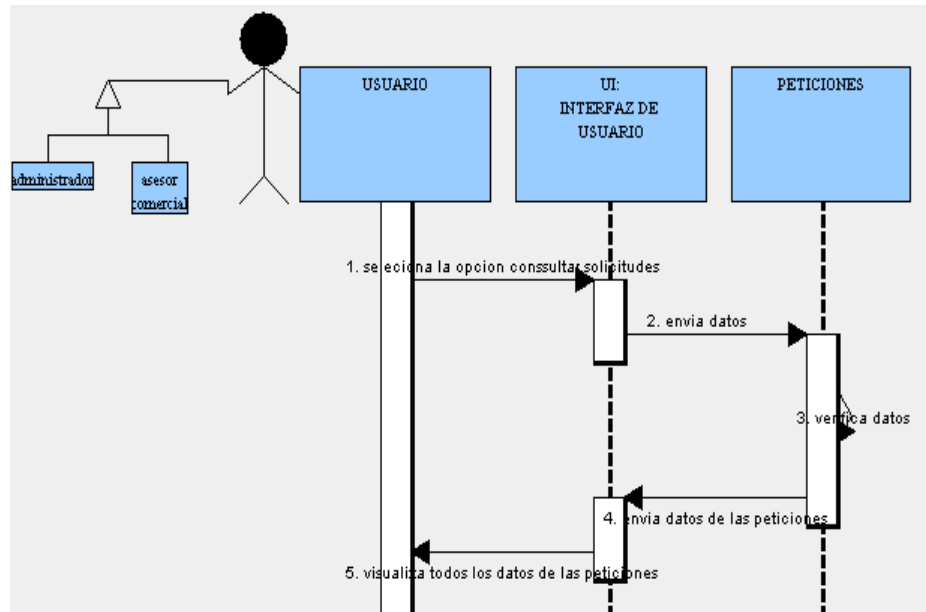 USUARIO
UI:
INTERFAZ DE
USUARIO
PETICIONES
administrador
asesor
comercial
1. seleciona la opcion conssultar solicitudes
2. envia datos
3. verifica datos
4. envia datos de las peticiones
5. visualiza todos los datos de las peticiones